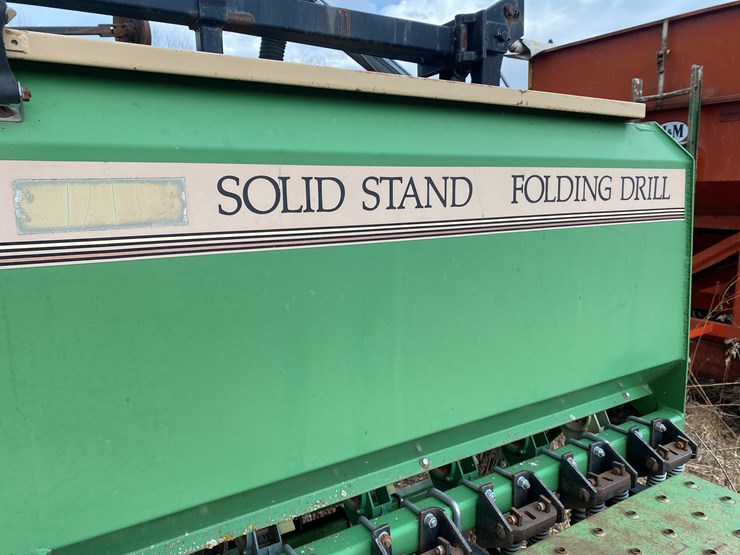 SOLID STAND FOLDING DRILL
&M